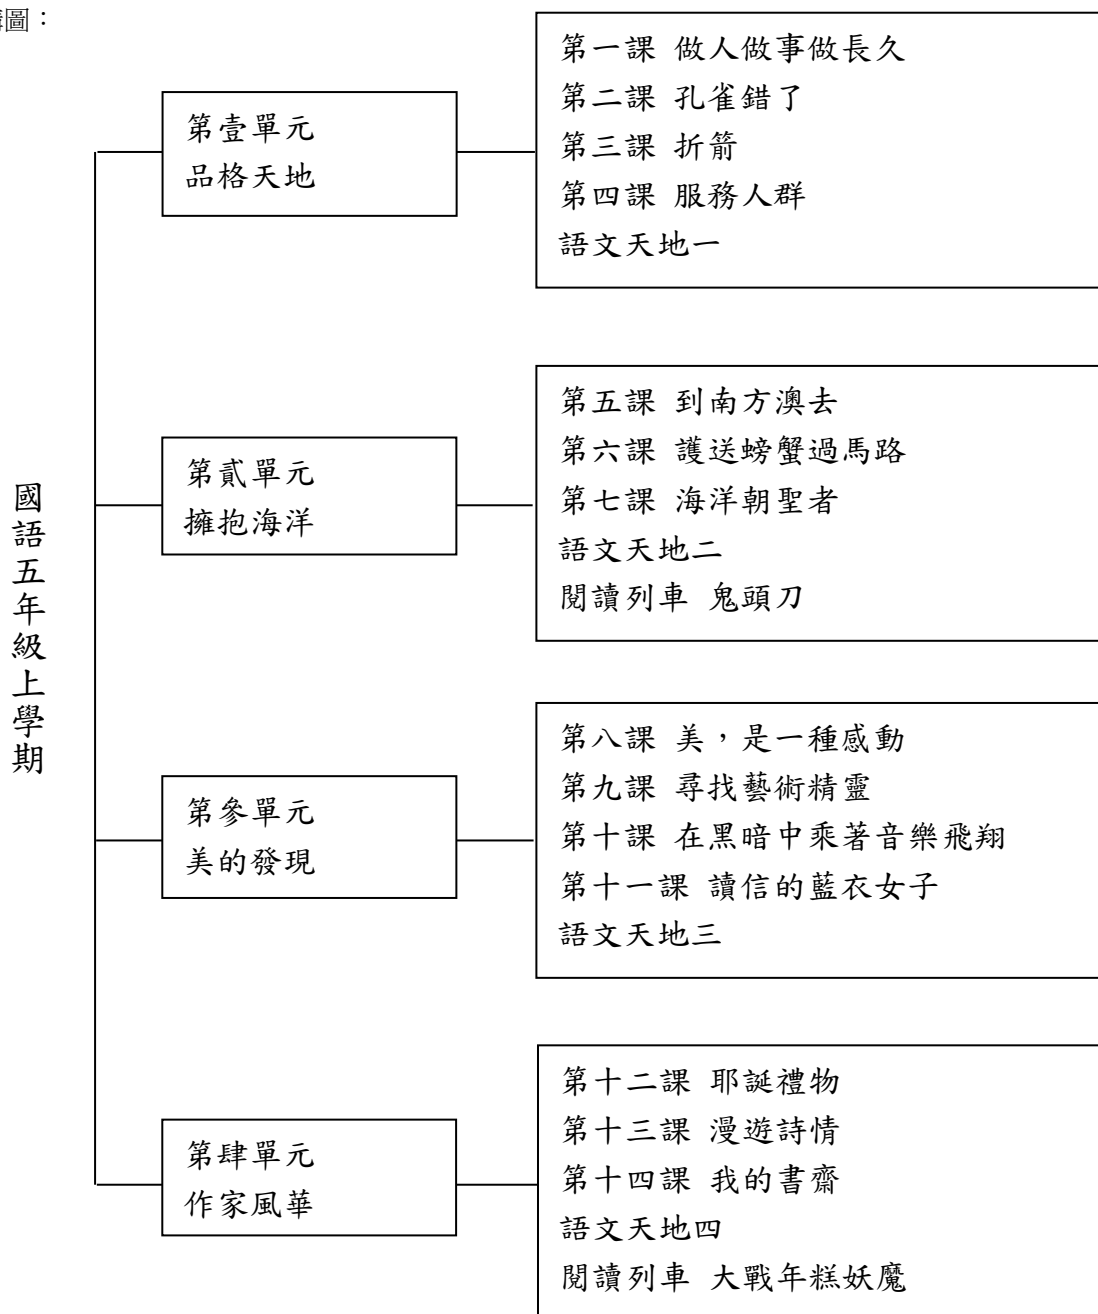 構圖：
國語五年級上學期
第壹單元
品格天地
第一課 做人做事做長久
第二課 孔雀錯了
第三課 折箭
第四課 服務人群
語文天地一
第貳單元
擁抱海洋
第五課 到南方澳去
第六課 護送螃蟹過馬路
第七課 海洋朝聖者
語文天地二
閱讀列車 鬼頭刀
第參單元
美的發現
第八課 美，是一種感動
第九課 尋找藝術精靈
第十課 在黑暗中乘著音樂飛翔
第十一課 讀信的藍衣女子
語文天地三
第肆單元
作家風華
第十二課 耶誕禮物
第十三課 漫遊詩情
第十四課 我的書齋
語文天地四
閱讀列車 大戰年糕妖魔